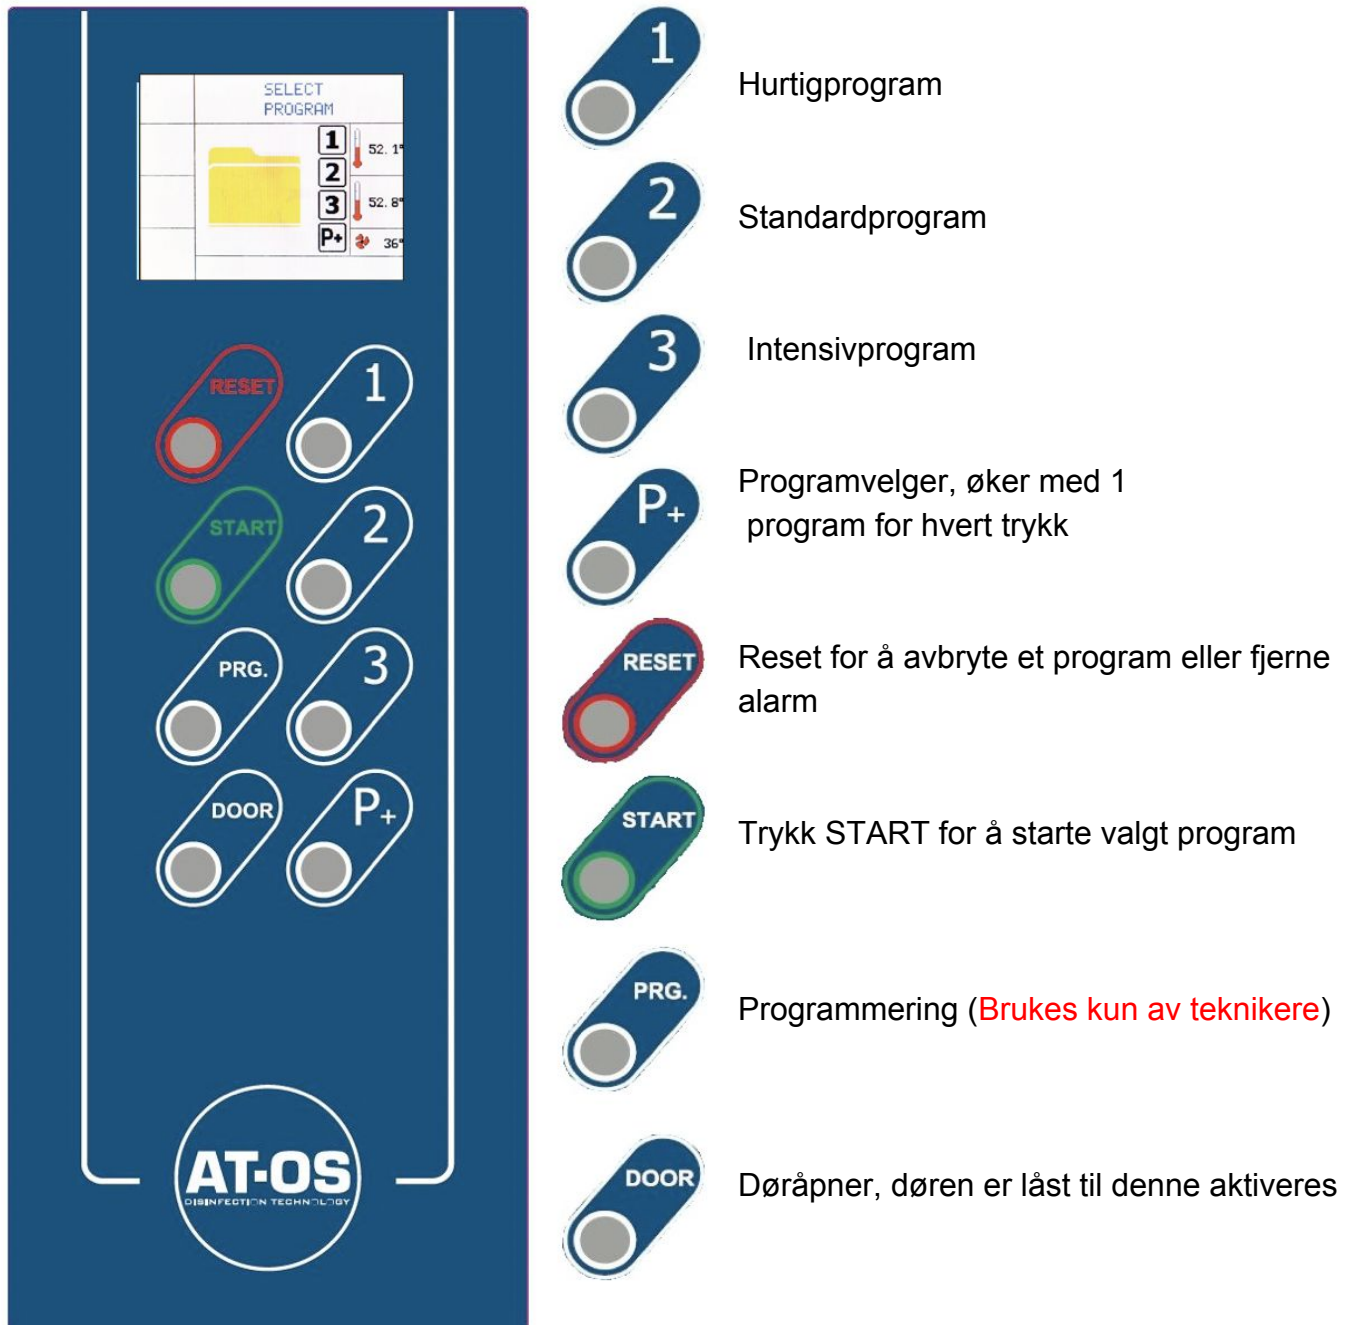 SELECT
PROGRAM
1
52. 1°
2
3
52. 8°
P+
36°
RESET
1
START
2
PRG.
3
DOOR
P+
AT-OS
DISINFECTION TECHNOLOGY
1
Hurtigprogram
2
Standardprogram
3
Intensivprogram
P+
Programvelger, øker med 1
program for hvert trykk
RESET
Reset for å avbryte et program eller fjerne
alarm
START
Trykk START for å starte valgt program
PRG.
Programmering (Brukes kun av teknikere)
DOOR
Døråpner, døren er låst til denne aktiveres